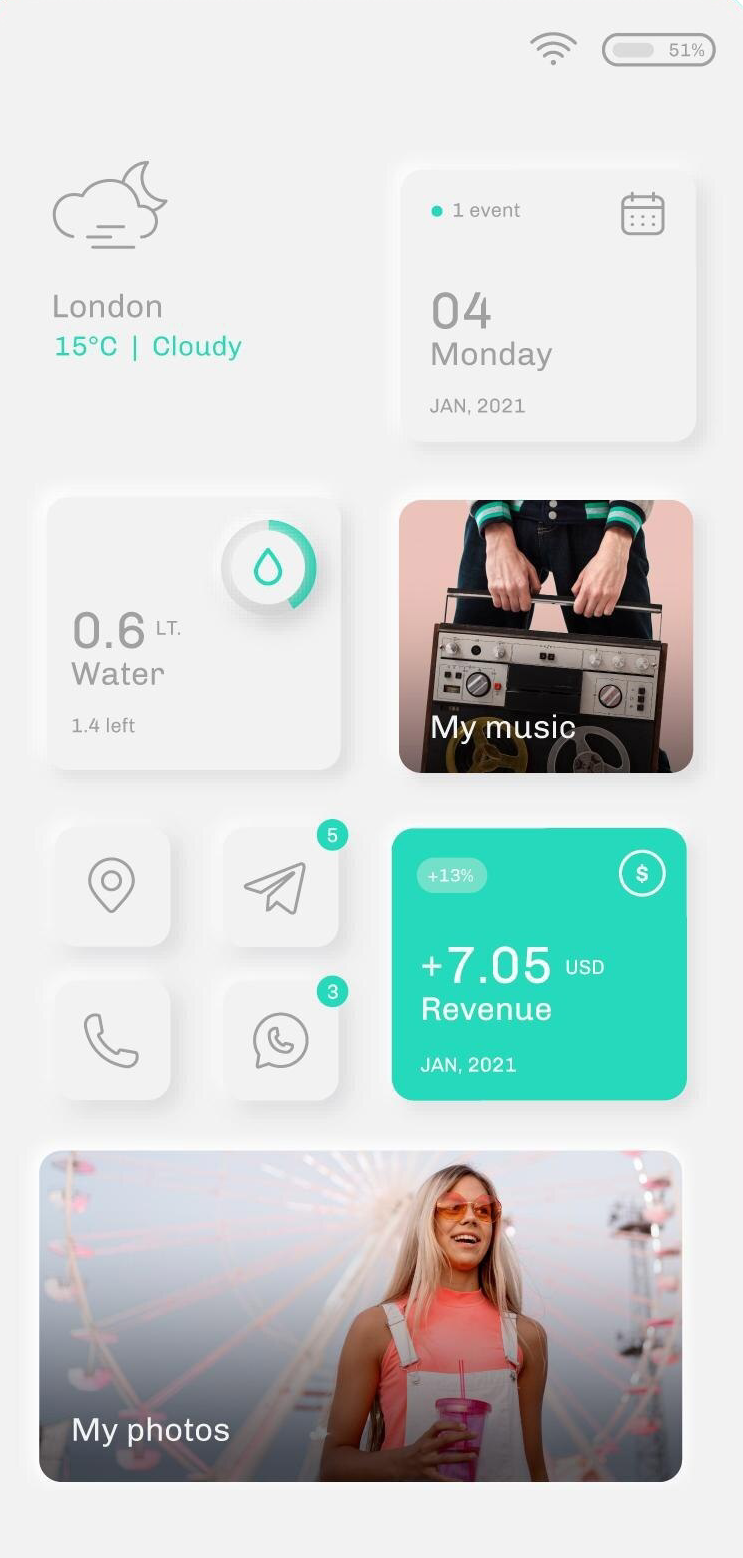 51%
London
15°C | Cloudy
1 event
04
Monday
JAN, 2021
0.6 LT.
Water
1.4 left
My music
5
3
+13%
$
+7.05 USD
Revenue
JAN, 2021
My photos